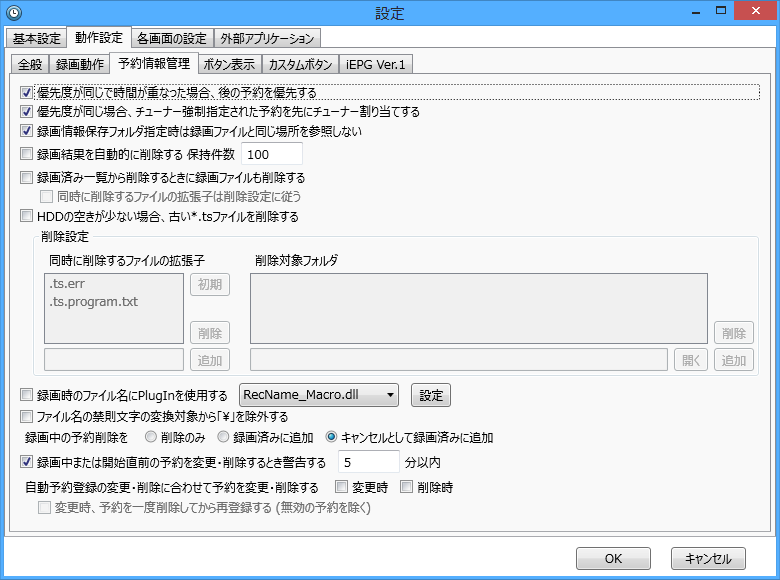 設定
基本設定 動作設定 各画面の設定 外部アプリケーション
全般 録画動作 予約情報管理 ボタン表示 カスタムボタン iEPG Ver.1
優先度が同じで時間が重なった場合、後の予約を優先する
優先度が同じ場合、チューナー強制指定された予約を先にチューナー割り当てする
録画情報保存フォルダ指定時は録画ファイルと同じ場所を参照しない
録画結果を自動的に削除する 保持件数 100
録画済み一覧から削除するときに録画ファイルも削除する
同時に削除するファイルの拡張子は削除設定に従う
HDDの空きが少ない場合、古い*.tsファイルを削除する
削除設定
同時に削除するファイルの拡張子 削除対象フォルダ
.ts.err 初期
.ts.program.txt
削除 削除
追加 開く 追加
録画時のファイル名にPlugInを使用する RecName_Macro.dll 設定
ファイル名の禁則文字の変換対象から「¥」を除外する
録画中の予約削除を 削除のみ 録画済みに追加 キャンセルとして録画済みに追加
録画中または開始直前の予約を変更・削除するとき警告する 5 分以内
自動予約登録の変更・削除に合わせて予約を変更・削除する 変更時 削除時
変更時、予約を一度削除してから再登録する (無効の予約を除く)
OK キャンセル